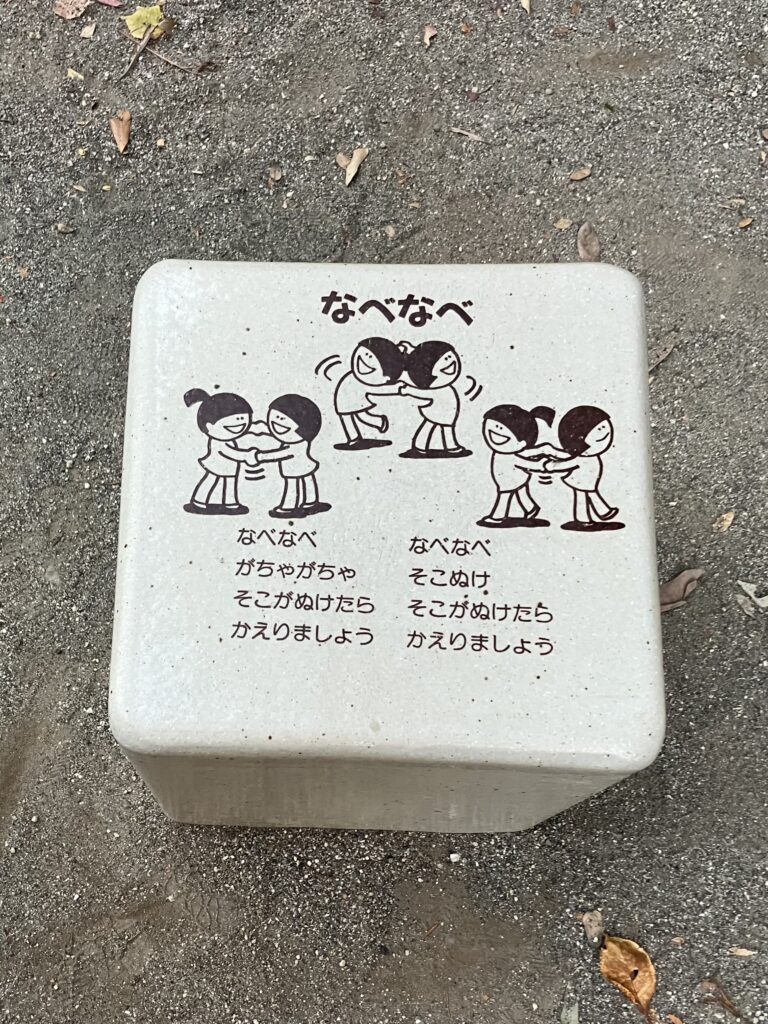 なべなべ
なべなべ
がちゃがちゃ
そこがぬけたら
かえりましょう
なべなべ
そこぬけ
そこがぬけたら
かえりましょう